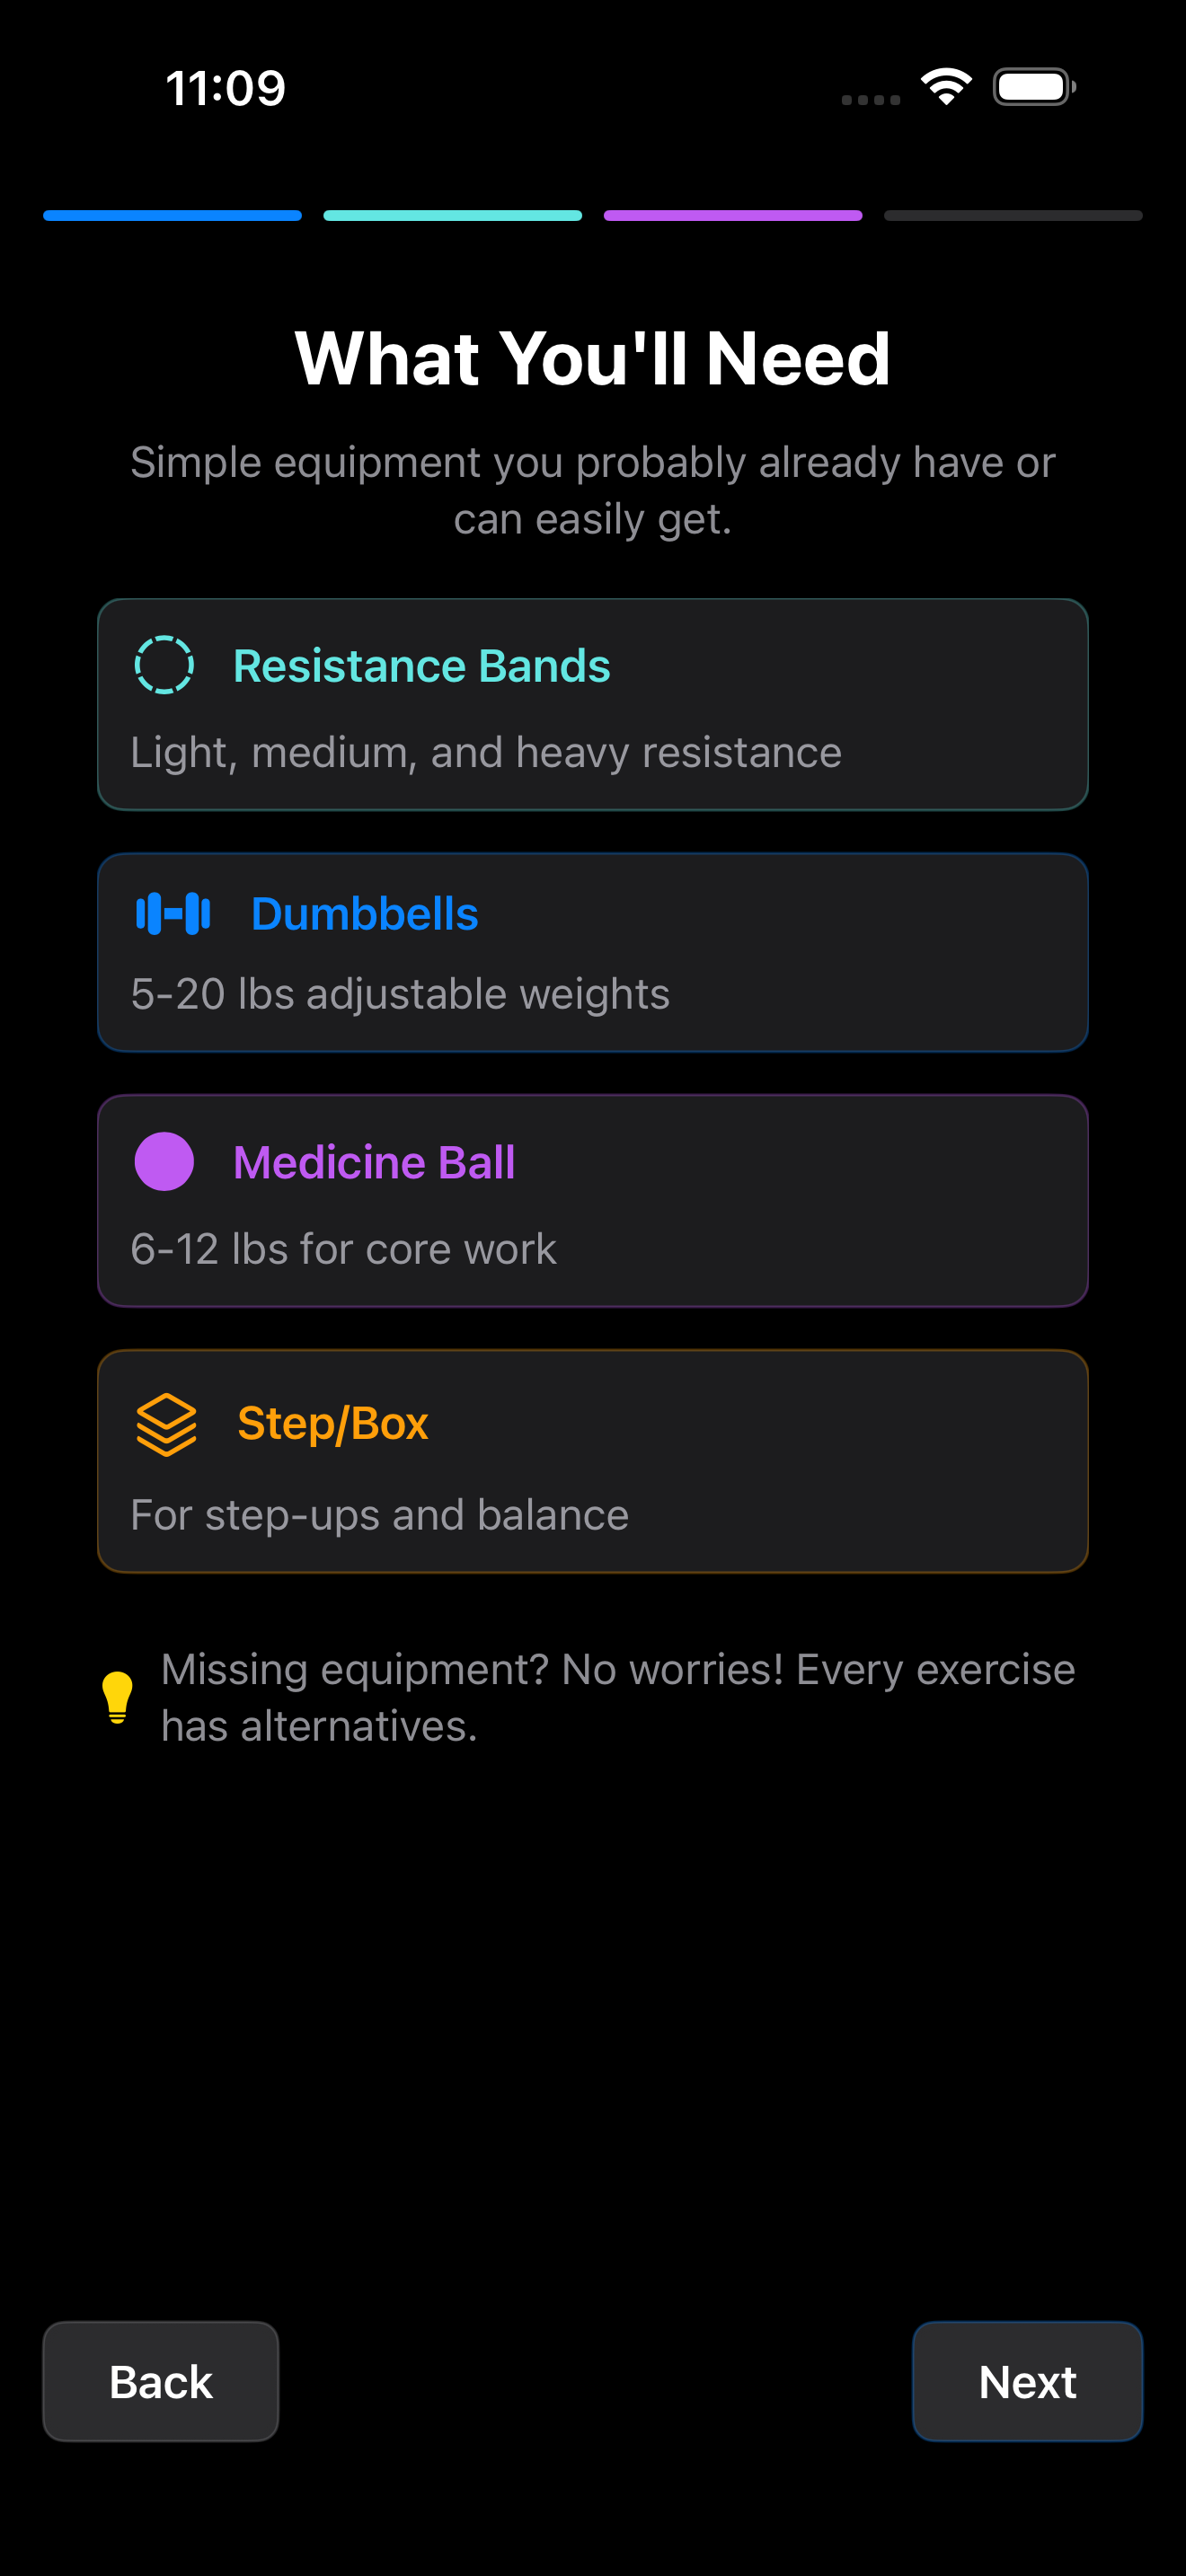 11:09
What You'll Need
Simple equipment you probably already have or
can easily get.
Resistance Bands
Light, medium, and heavy resistance
Dumbbells
5-20 lbs adjustable weights
Medicine Ball
6-12 lbs for core work
Step/Box
For step-ups and balance
Missing equipment? No worries! Every exercise
has alternatives.
Back
Next